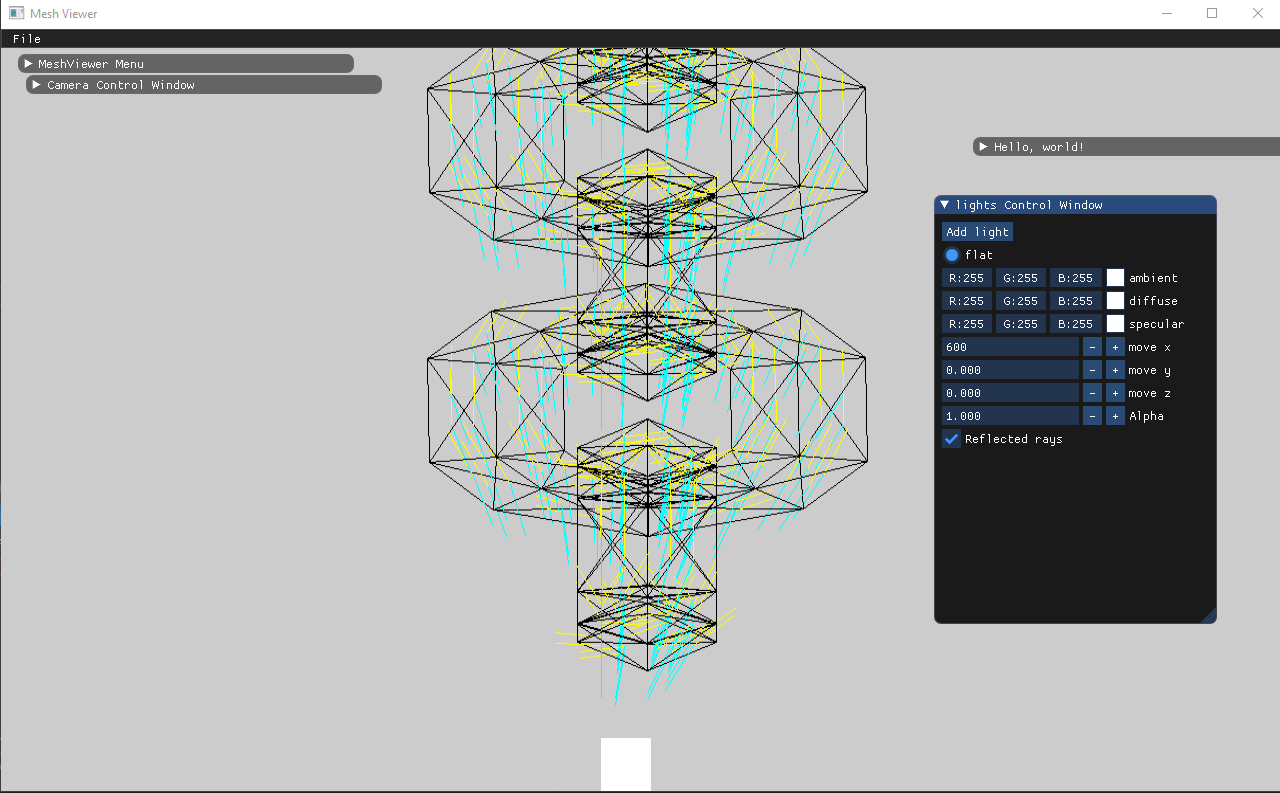 Mesh Viewer
File
MeshViewer Menu
Camera Control Window
Hello, world!
lights Control Window
Add light
flat
R:255 G:255 B:255 ambient
R:255 G:255 B:255 diffuse
R:255 G:255 B:255 specular
600 - + move x
0.000 - + move y
0.000 - + move z
1.000 - + Alpha
Reflected rays